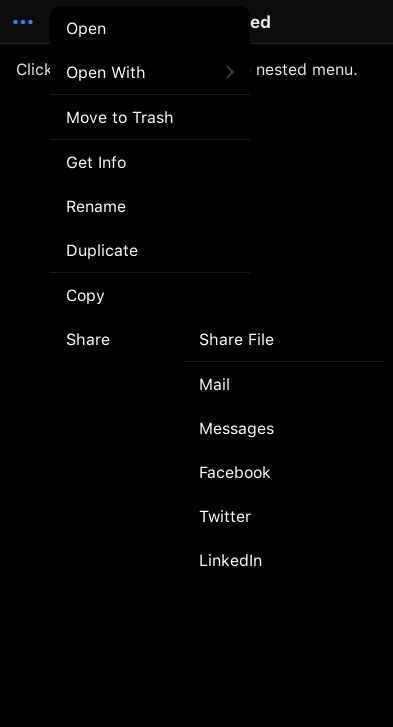 ed
Click
nested menu.
Open
Open With
Move to Trash
Get Info
Rename
Duplicate
Copy
Share
Share File
Mail
Messages
Facebook
Twitter
LinkedIn